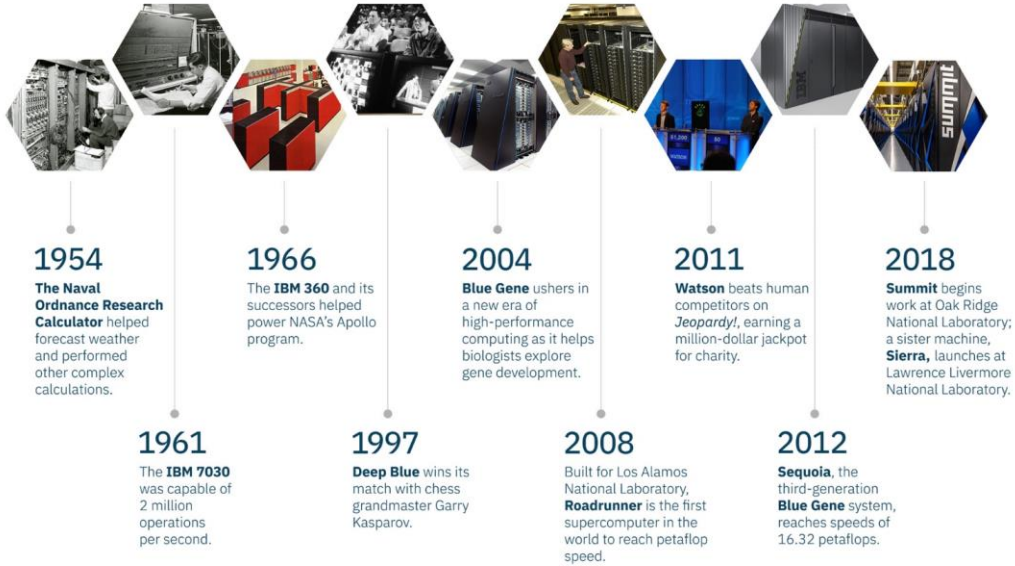 IBM
summit
$1,200
$0
1954
The Naval
Ordnance Research
Calculator helped
forecast weather
and performed
other complex
calculations.
1961
The IBM 7030
was capable of
2 million
operations
per second.
1966
The IBM 360 and its
successors helped
power NASA’s Apollo
program.
1997
Deep Blue wins its
match with chess
grandmaster Garry
Kasparov.
2004
Blue Gene ushers in
a new era of
high-performance
computing as it helps
biologists explore
gene development.
2008
Built for Los Alamos
National Laboratory,
Roadrunner is the first
supercomputer in the
world to reach petaflop
speed.
2011
Watson beats human
competitors on
Jeopardy!, earning a
million-dollar jackpot
for charity.
2012
Sequoia, the
third-generation
Blue Gene system,
reaches speeds of
16.32 petaflops.
2018
Summit begins
work at Oak Ridge
National Laboratory;
a sister machine,
Sierra, launches at
Lawrence Livermore
National Laboratory.